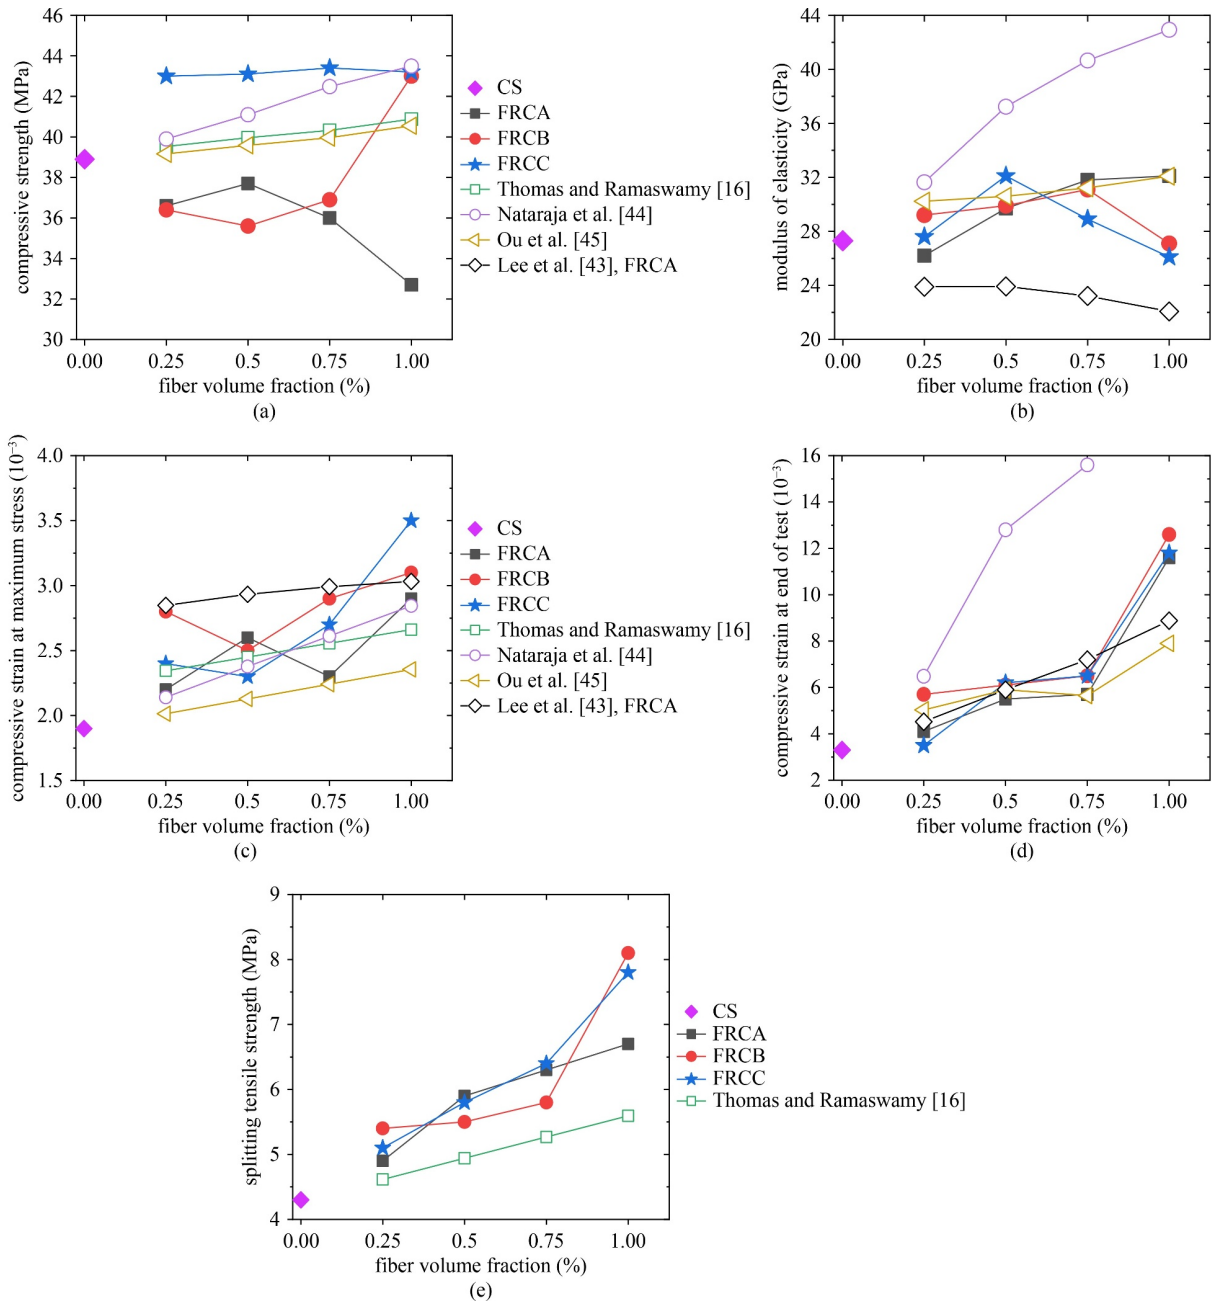 46
44
42
40
38
36
34
32
30
compressive strength (MPa)
0.00 0.25 0.5 0.75 1.00
fiber volume fraction (%)
(a)
CS
FRCA
FRCB
FRCC
Thomas and Ramaswamy [16]
Nataraja et al. [44]
Ou et al. [45]
Lee et al. [43], FRCA
44
40
36
32
28
24
20
modulus of elasticity (GPa)
0.00 0.25 0.5 0.75 1.00
fiber volume fraction (%)
(b)
4.0
3.5
3.0
2.5
2.0
1.5
compressive strain at maximum stress (10⁻³)
0.00 0.25 0.5 0.75 1.00
fiber volume fraction (%)
(c)
CS
FRCA
FRCB
FRCC
Thomas and Ramaswamy [16]
Nataraja et al. [44]
Ou et al. [45]
Lee et al. [43], FRCA
16
14
12
10
8
6
4
2
compressive strain at end of test (10⁻³)
0.00 0.25 0.5 0.75 1.00
fiber volume fraction (%)
(d)
9
8
7
6
5
4
splitting tensile strength (MPa)
0.00 0.25 0.5 0.75 1.00
fiber volume fraction (%)
(e)
CS
FRCA
FRCB
FRCC
Thomas and Ramaswamy [16]